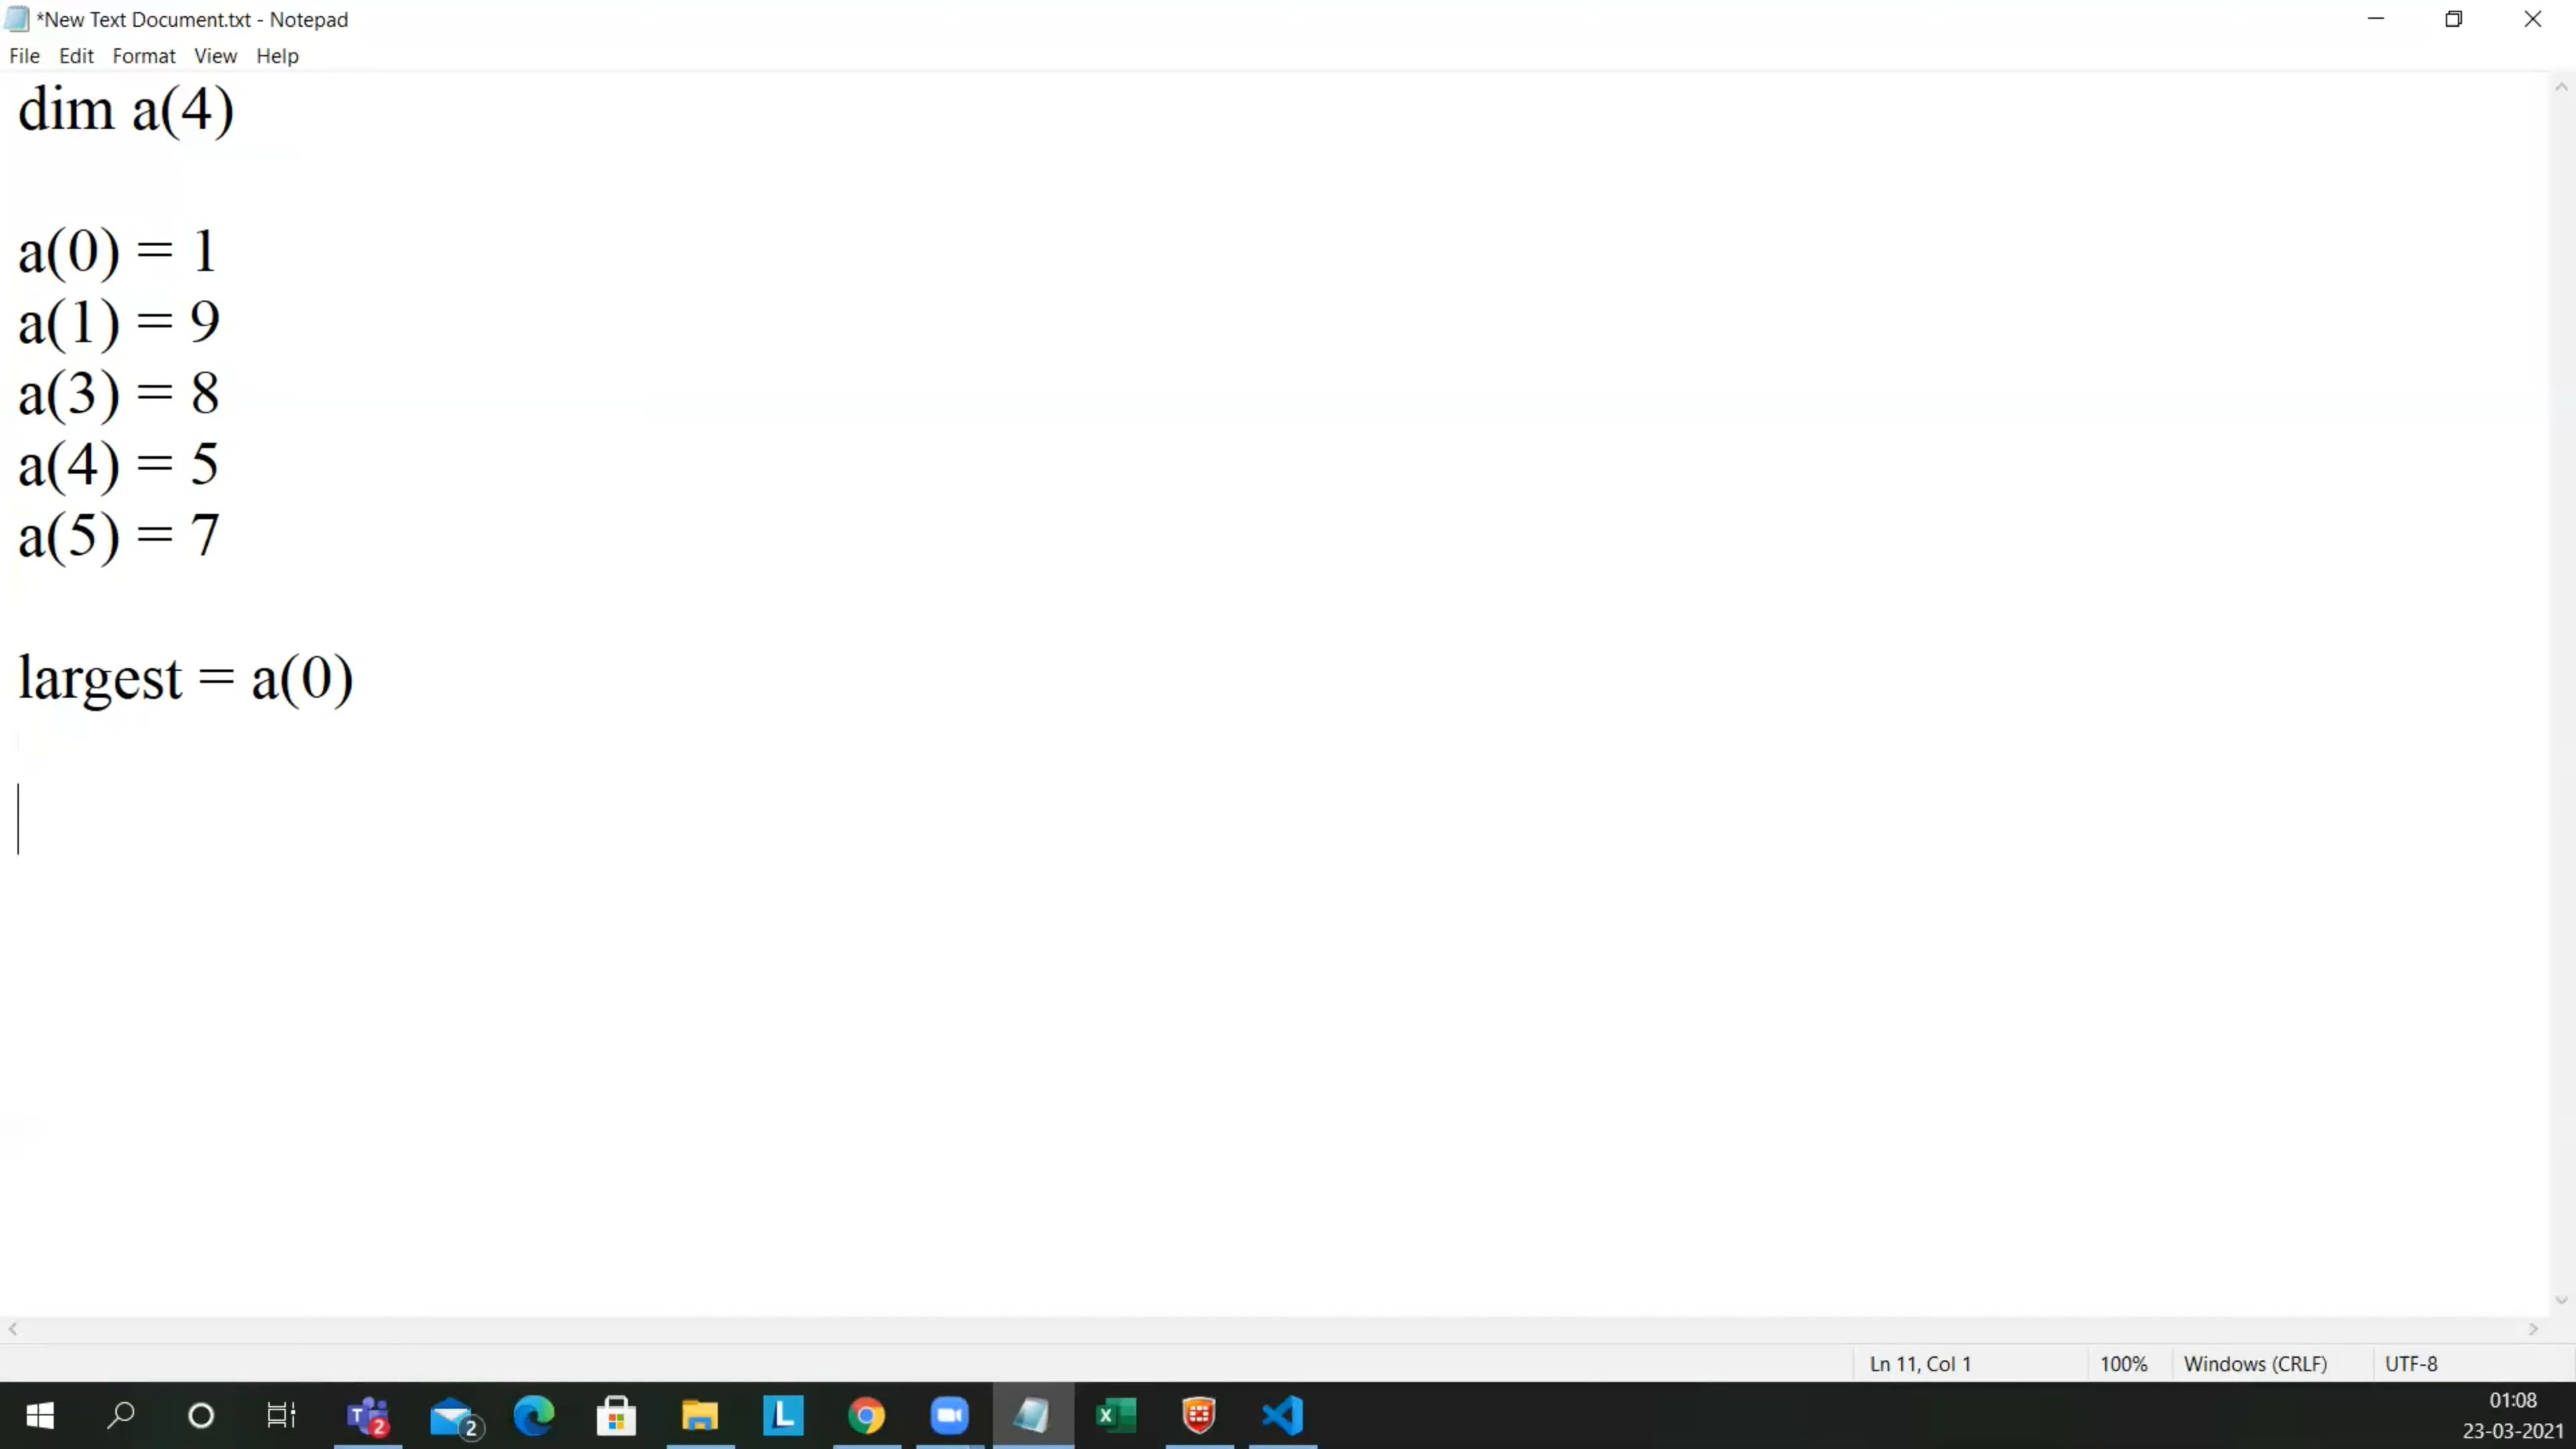 *New Text Document.txt - Notepad
File Edit Format View Help
dim a(4)
a(0) = 1
a(1) = 9
a(3) = 8
a(4) = 5
a(5) = 7
largest = a(0)
Ln 11, Col 1 100% Windows (CRLF) UTF-8
T 2 2 L X 01:08
23-03-2021